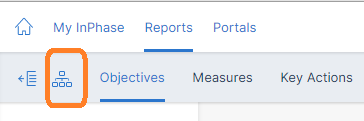 My InPhase Reports Portals
Objectives Measures Key Actions